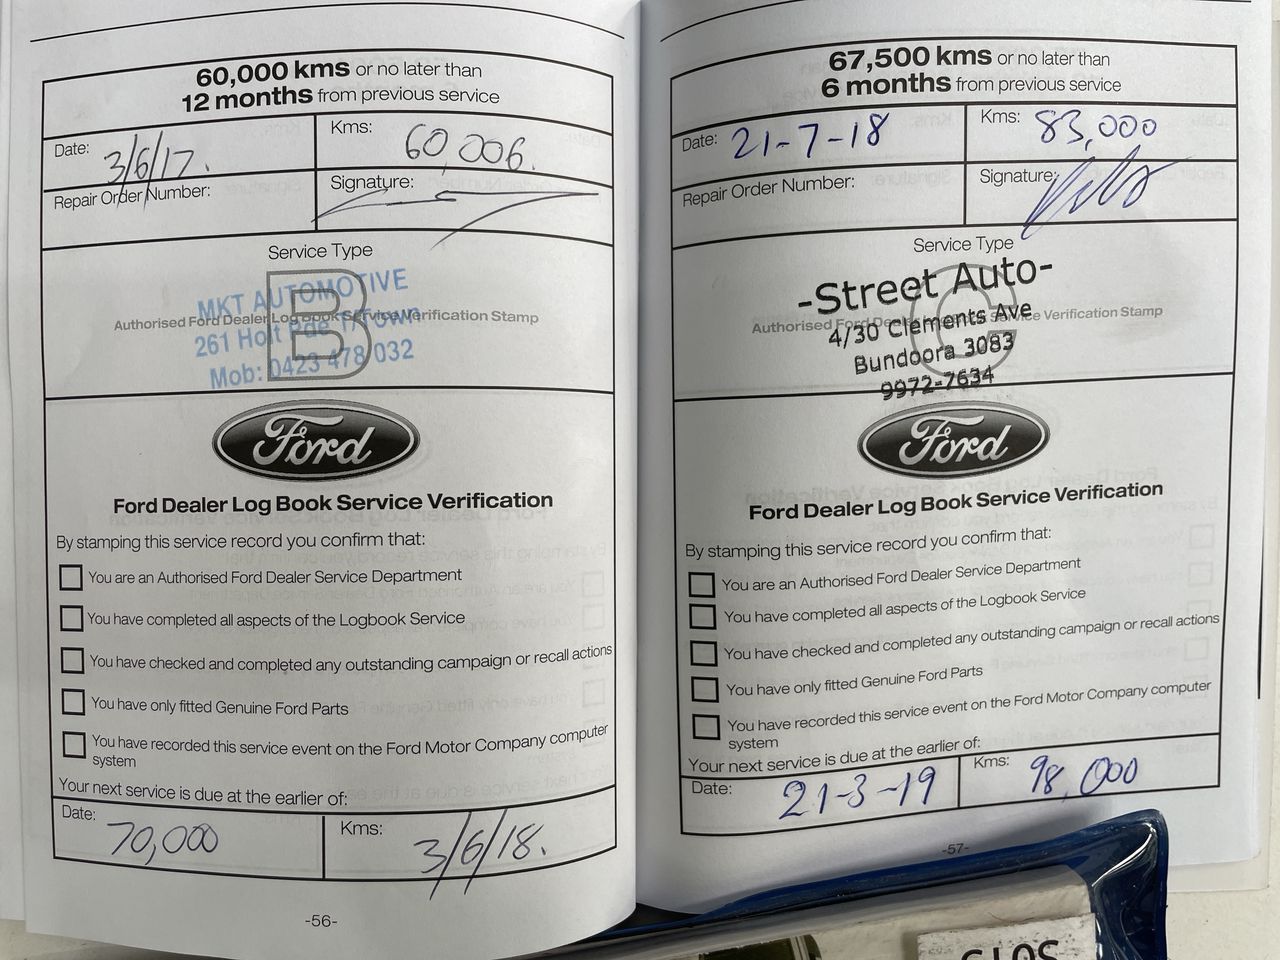 60,000 kms or no later than
12 months from previous service
Date: 3/6/17.
Kms: 60,006.
Repair Order Number:
Signature:
Service Type
B
Authorised Ford Dealer Log Book Service Verification Stamp
MKT AUTOMOTIVE
261 Holt Pde T/Town
Mob: 0423 478 032
Ford
Ford Dealer Log Book Service Verification
By stamping this service record you confirm that:
You are an Authorised Ford Dealer Service Department
You have completed all aspects of the Logbook Service
You have checked and completed any outstanding campaign or recall actions
You have only fitted Genuine Ford Parts
You have recorded this service event on the Ford Motor Company computer
system
Your next service is due at the earlier of:
Date: 70,000
Kms: 3/6/18.
-56-
67,500 kms or no later than
6 months from previous service
Date: 21-7-18
Kms: 83,000
Repair Order Number:
Signature:
Service Type
C
Authorised Ford Dealer Log Book Service Verification Stamp
-Street Auto-
4/30 Clements Ave
Bundoora 3083
9972-7634
Ford
Ford Dealer Log Book Service Verification
By stamping this service record you confirm that:
You are an Authorised Ford Dealer Service Department
You have completed all aspects of the Logbook Service
You have checked and completed any outstanding campaign or recall actions
You have only fitted Genuine Ford Parts
You have recorded this service event on the Ford Motor Company computer
system
Your next service is due at the earlier of:
Date: 21-3-19
Kms: 98,000
-57-